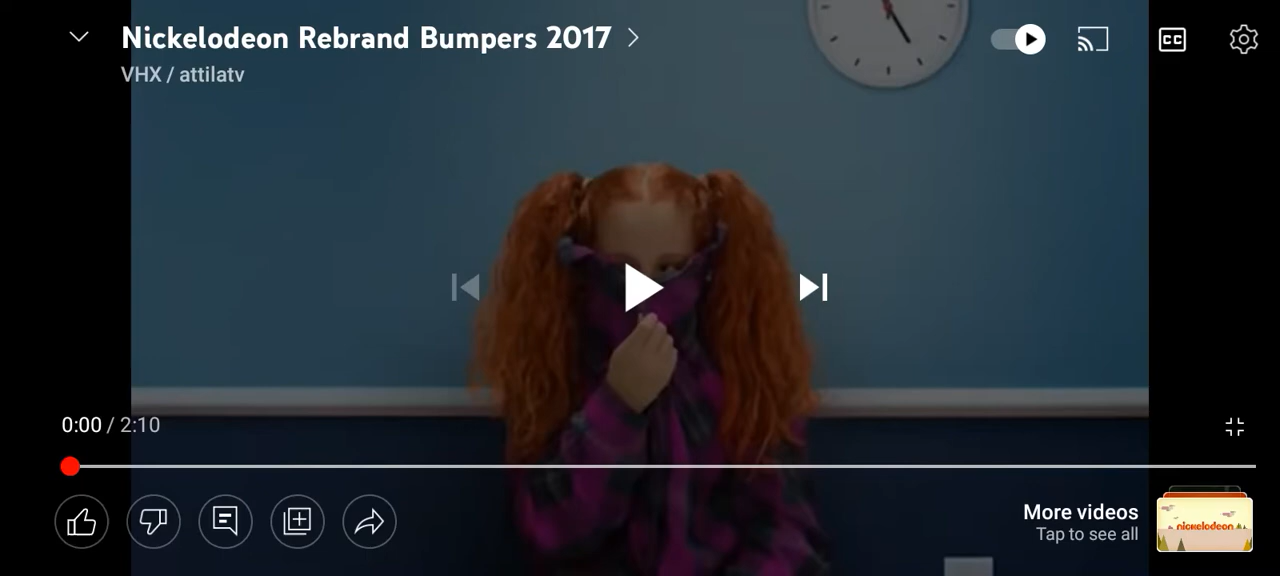 Nickelodeon Rebrand Bumpers 2017
VHX / attilatv
CC
0:00 / 2:10
More videos
Tap to see all
nickelodeon